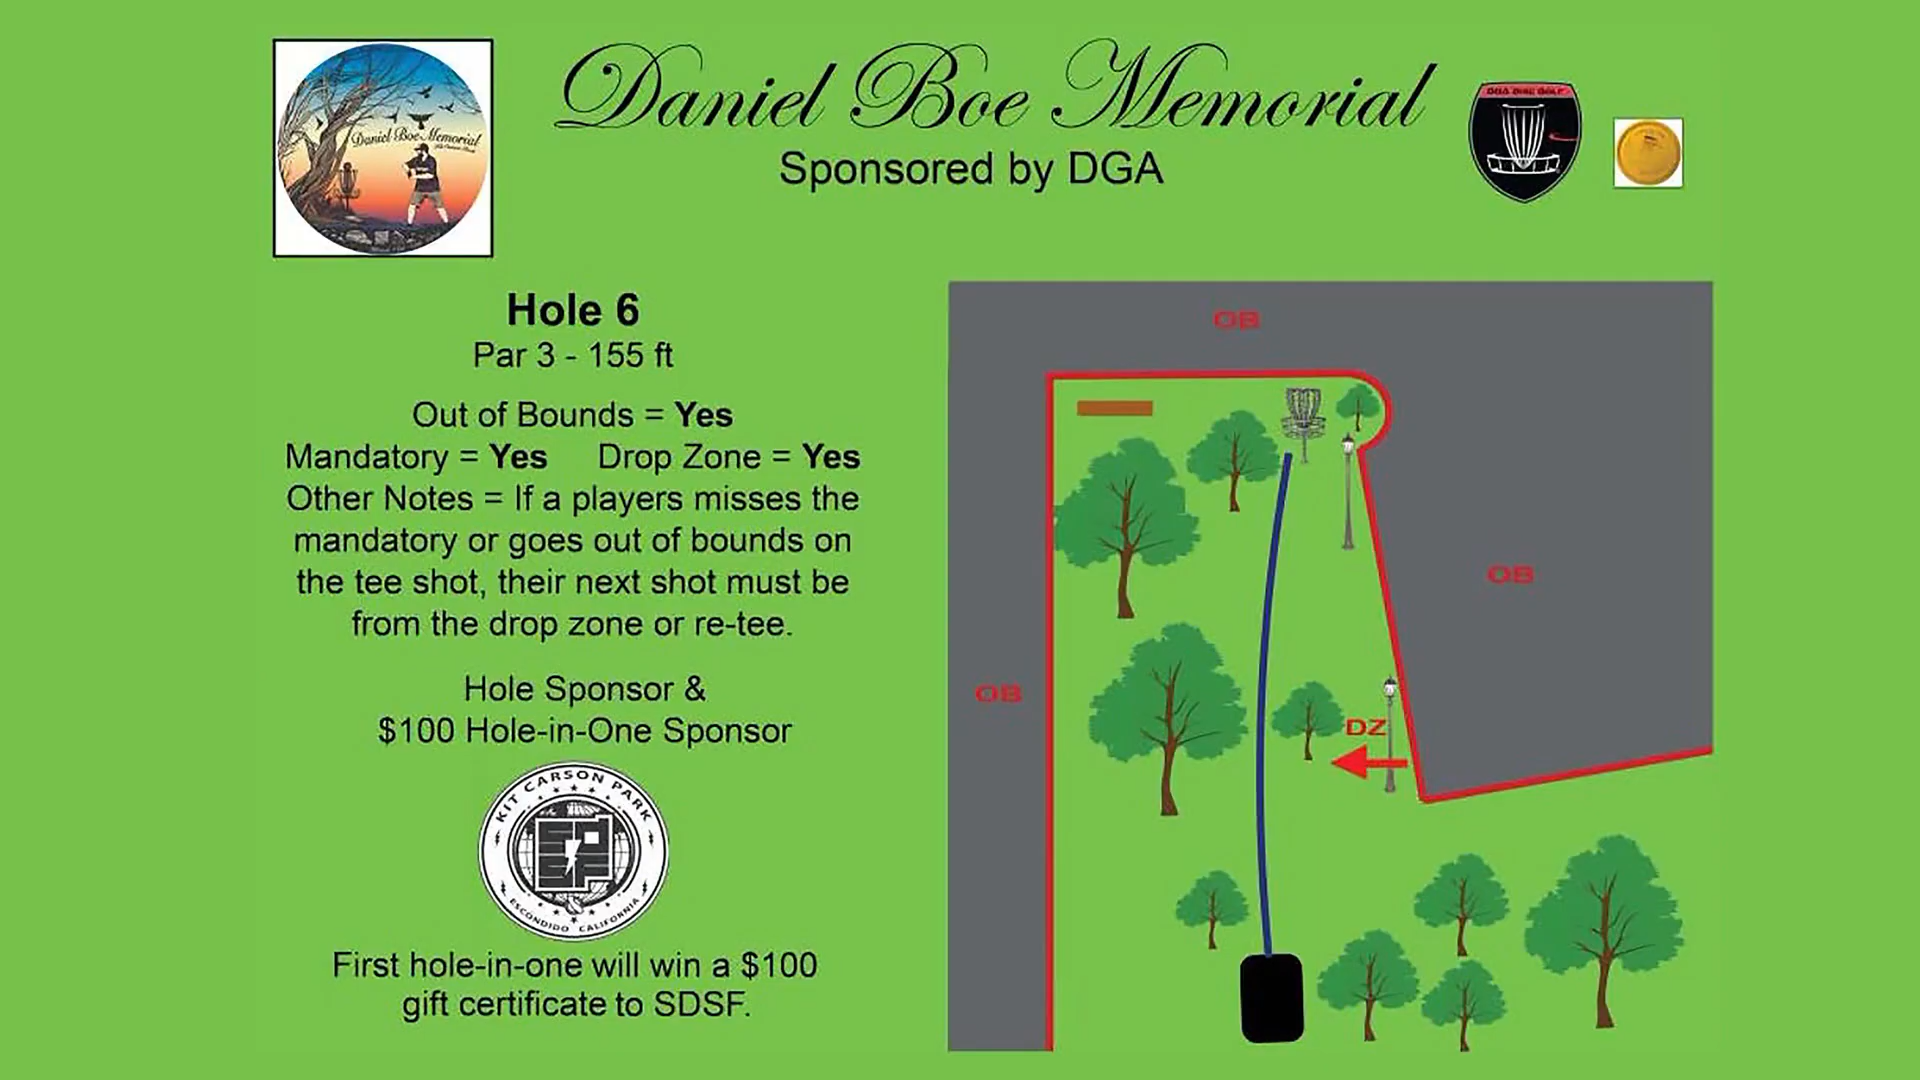 Daniel Boe Memorial
Sponsored by DGA
Daniel Boe Memorial
DGA DISC GOLF
Hole 6
Par 3 - 155 ft
Out of Bounds = Yes
Mandatory = Yes Drop Zone = Yes
Other Notes = If a players misses the
mandatory or goes out of bounds on
the tee shot, their next shot must be
from the drop zone or re-tee.
Hole Sponsor &
$100 Hole-in-One Sponsor
KIT CARSON PARK
ESCONDIDO CALIFORNIA
First hole-in-one will win a $100
gift certificate to SDSF.
OB
OB
OB
DZ